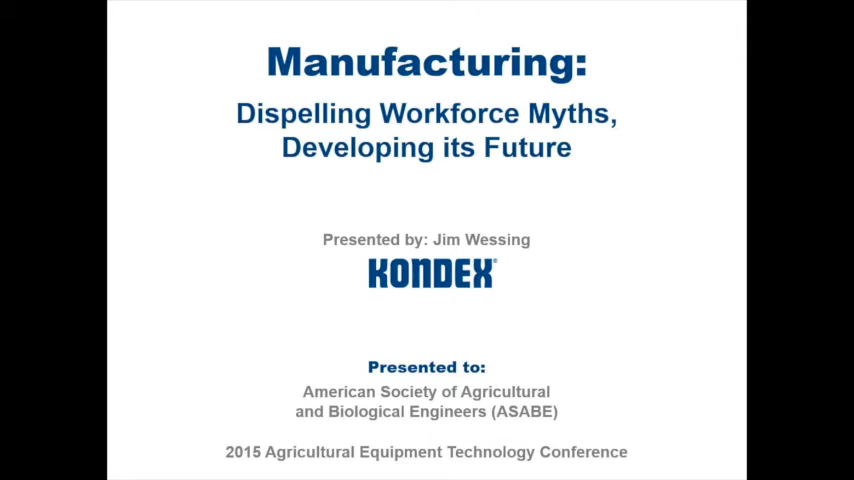 Manufacturing:
Dispelling Workforce Myths,
Developing its Future
Presented by: Jim Wessing
KONDEX®
Presented to:
American Society of Agricultural
and Biological Engineers (ASABE)
2015 Agricultural Equipment Technology Conference